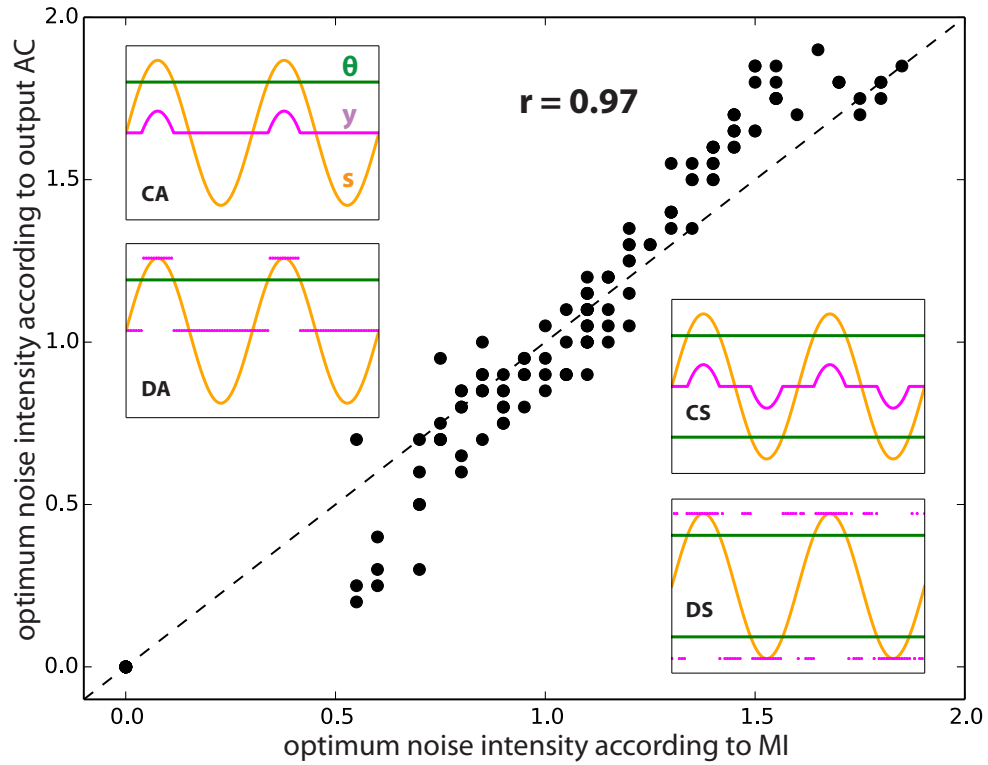 optimum noise intensity according to output AC
2.0
1.5
1.0
0.5
0.0
θ
y
s
CA
DA
r = 0.97
CS
DS
0.0 0.5 1.0 1.5 2.0
optimum noise intensity according to MI